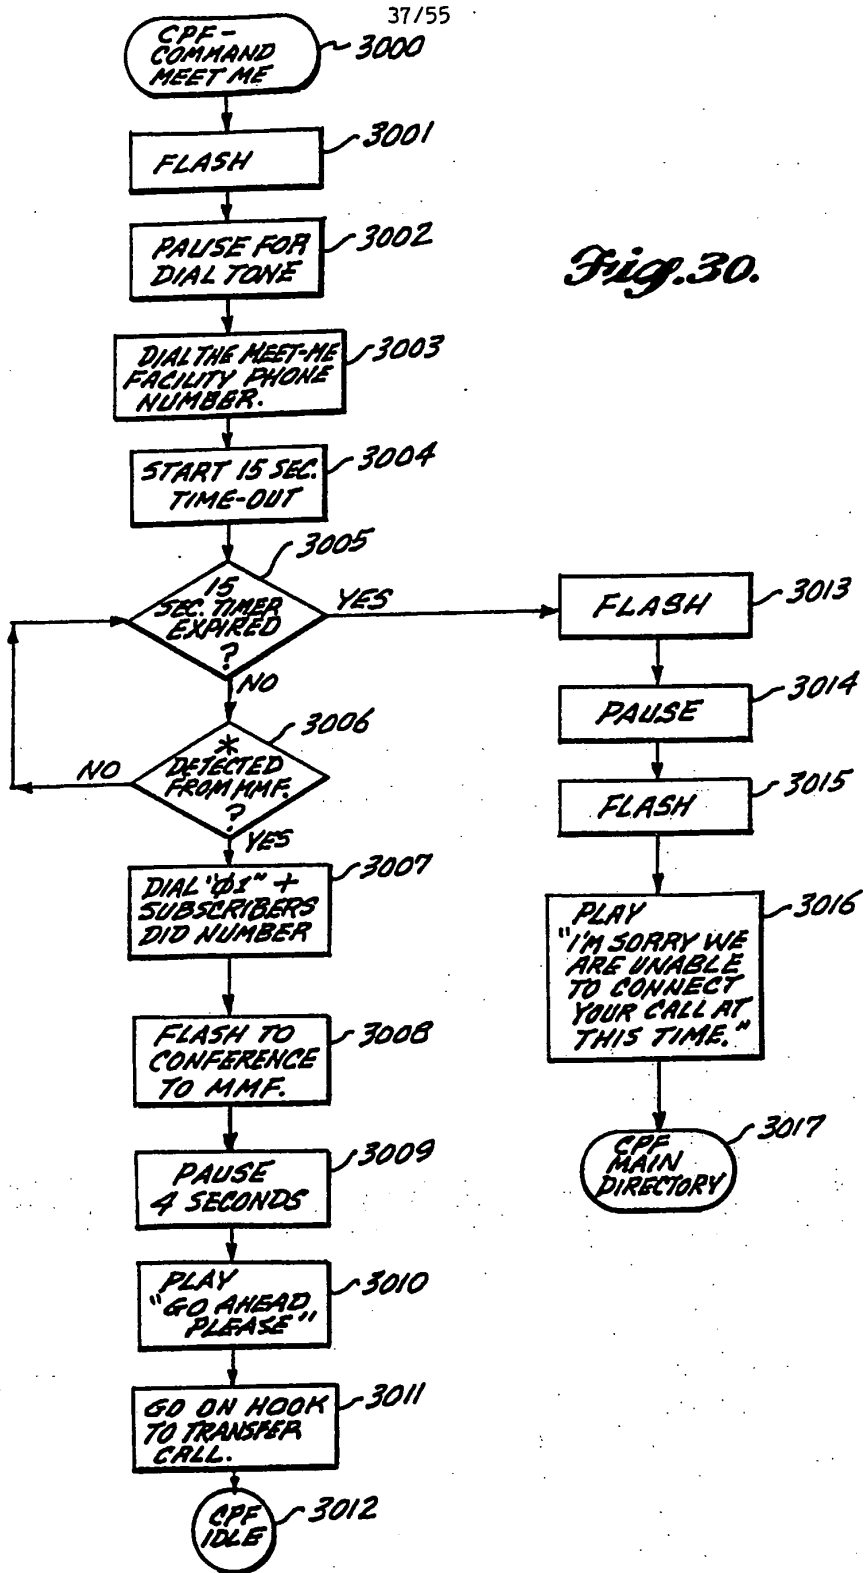 37/55
CPF-
COMMAND
MEET ME
3000
FLASH
3001
PAUSE FOR
DIAL TONE
3002
Fig. 30.
DIAL THE MEET-ME
FACILITY PHONE
NUMBER.
3003
START 15 SEC.
TIME-OUT
3004
15
SEC. TIMER
EXPIRED
?
3005
YES
NO
*
DETECTED
FROM MMF.
?
3006
NO
YES
DIAL "Ø1" +
SUBSCRIBERS
DID NUMBER
3007
FLASH TO
CONFERENCE
TO MMF.
3008
PAUSE
4 SECONDS
3009
PLAY
"GO AHEAD
PLEASE"
3010
GO ON HOOK
TO TRANSFER
CALL.
3011
CPF
IDLE
3012
FLASH
3013
PAUSE
3014
FLASH
3015
PLAY
"I'M SORRY WE
ARE UNABLE
TO CONNECT
YOUR CALL AT
THIS TIME."
3016
CPF
MAIN
DIRECTORY
3017